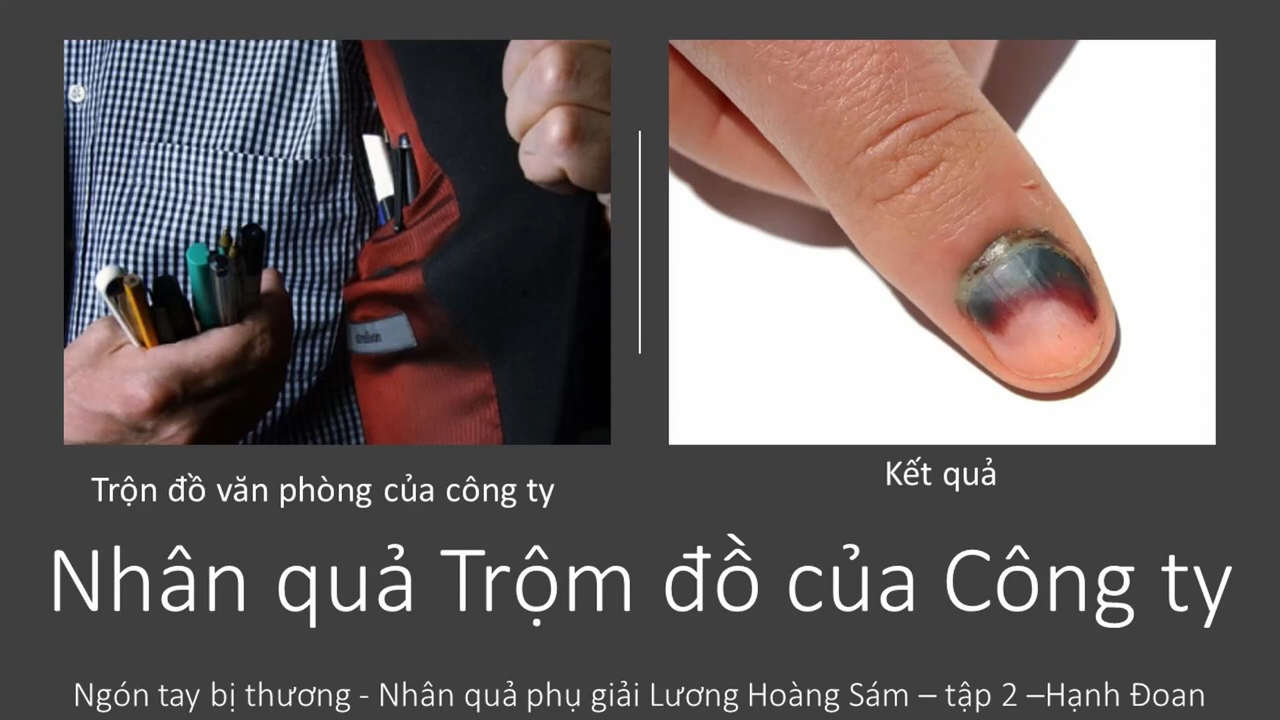 Trộn đồ văn phòng của công ty
Kết quả
Nhân quả Trộm đồ của Công ty
Ngón tay bị thương - Nhân quả phụ giải Lương Hoàng Sám – tập 2 –Hạnh Đoan